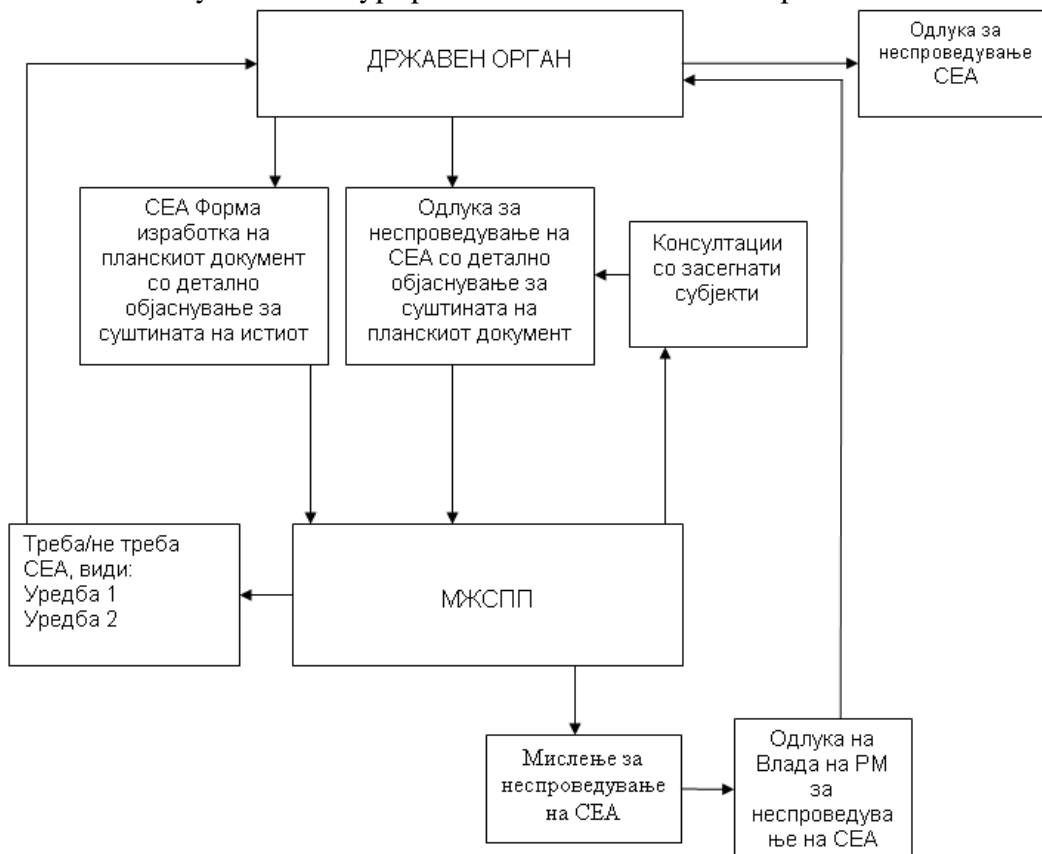 ДРЖАВЕН ОРГАН
Одлука за
неспроведување
СЕА
СЕА Форма
изработка на
планскиот документ
со детално
објаснување за
суштината на истиот
Одлука за
неспроведување на
СЕА со детално
објаснување за
суштината на
планскиот документ
Консултации
со засегнати
субјекти
Треба/не треба
СЕА, види:
Уредба 1
Уредба 2
МЖСПП
Мислење за
неспроведување
на СЕА
Одлука на
Влада на РМ
за
неспроведува
ње на СЕА